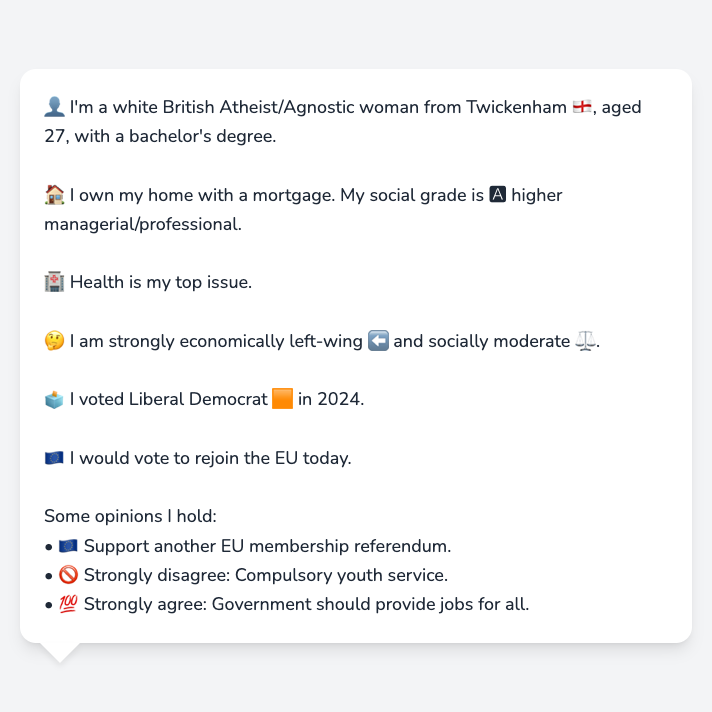 👤 I'm a white British Atheist/Agnostic woman from Twickenham 🏴󠁧󠁢󠁥󠁮󠁧󠁿, aged
27, with a bachelor's degree.
🏠 I own my home with a mortgage. My social grade is 🅰 higher
managerial/professional.
🏥 Health is my top issue.
🤔 I am strongly economically left-wing ⬅️ and socially moderate ⚖️.
🗳️ I voted Liberal Democrat 🟧 in 2024.
🇪🇺 I would vote to rejoin the EU today.
Some opinions I hold:
• 🇪🇺 Support another EU membership referendum.
• 🚫 Strongly disagree: Compulsory youth service.
• 💯 Strongly agree: Government should provide jobs for all.